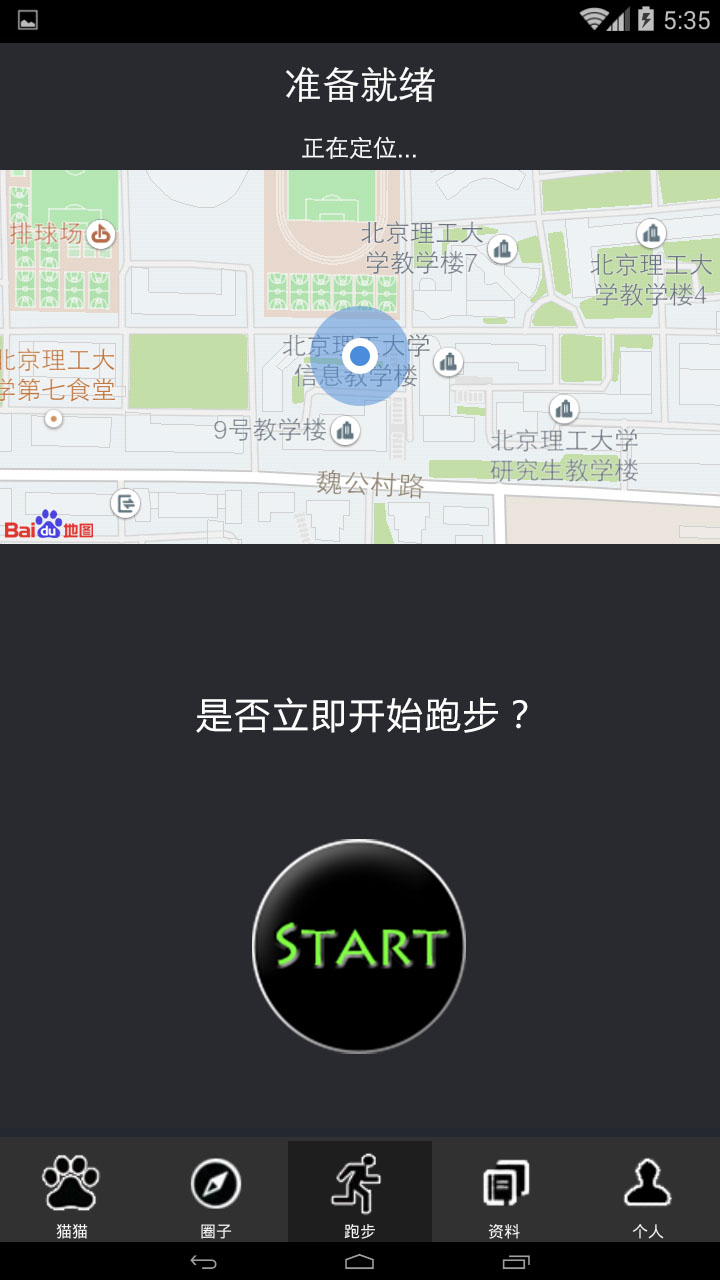 5:35
准备就绪
正在定位...
排球场
北京理工大
学教学楼7
北京理工大
学教学楼4
北京理工大学
信息教学楼
北京理工大
学第七食堂
9号教学楼
北京理工大学
研究生教学楼
魏公村路
Bai du 地图
是否立即开始跑步？
START
猫猫
圈子
跑步
资料
个人